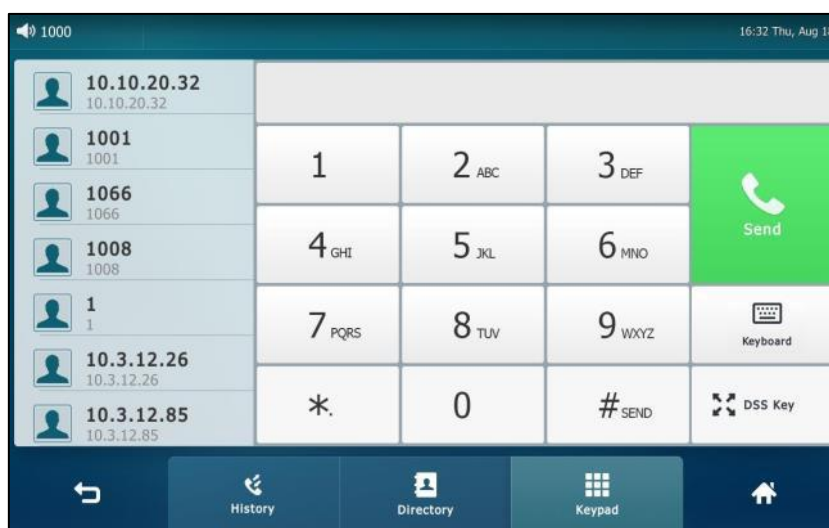 1000
16:32 Thu, Aug 18
10.10.20.32
10.10.20.32
1001
1001
1066
1066
1008
1008
1
1
10.3.12.26
10.3.12.26
10.3.12.85
10.3.12.85
1
2 ABC
3 DEF
Send
4 GHI
5 JKL
6 MNO
7 PQRS
8 TUV
9 WXYZ
Keyboard
*.
0
# SEND
DSS Key
History
Directory
Keypad